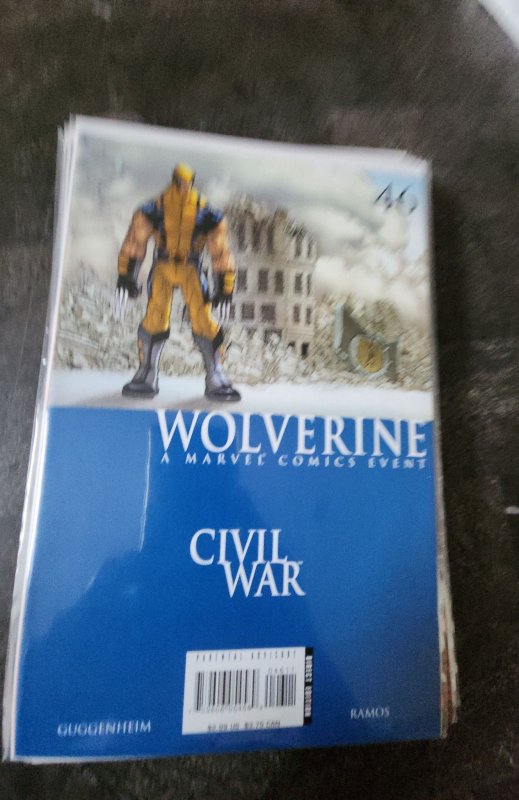 46
WOLVERINE
A MARVEL COMICS EVENT
CIVIL
WAR
PARENTAL ADVISORY
04611
DIRECT EDITION
$2.99 US $3.75 CAN
GUGGENHEIM
RAMOS